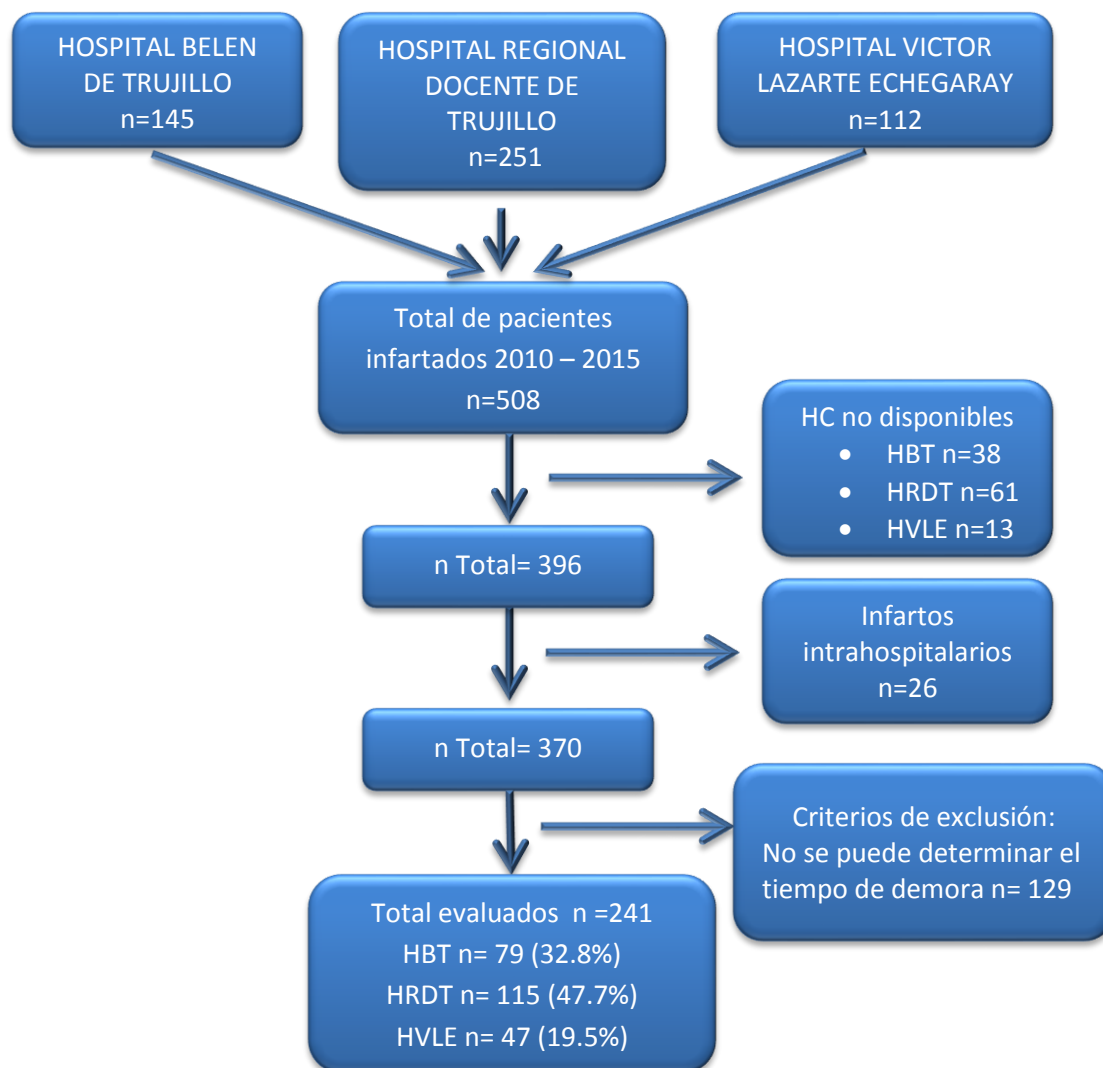 HOSPITAL BELEN
DE TRUJILLO
n=145
HOSPITAL REGIONAL
DOCENTE DE
TRUJILLO
n=251
HOSPITAL VICTOR
LAZARTE ECHEGARAY
n=112
Total de pacientes
infartados 2010 – 2015
n=508
HC no disponibles
• HBT n=38
• HRDT n=61
• HVLE n=13
n Total= 396
Infartos
intrahospitalarios
n=26
n Total= 370
Criterios de exclusión:
No se puede determinar el
tiempo de demora n= 129
Total evaluados n =241
HBT n= 79 (32.8%)
HRDT n= 115 (47.7%)
HVLE n= 47 (19.5%)